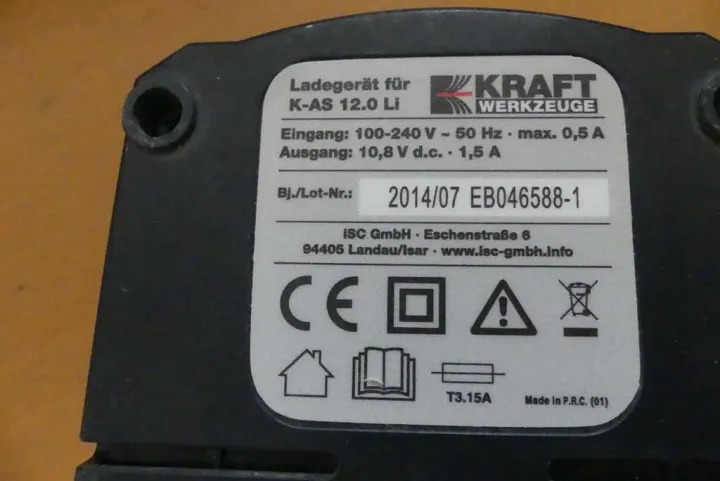 Ladegerät für
K-AS 12.0 Li
KRAFT
WERKZEUGE
Eingang: 100-240 V ~ 50 Hz · max. 0,5 A
Ausgang: 10,8 V d.c. · 1,5 A
Bj./Lot-Nr.: 2014/07 EB046588-1
iSC GmbH · Eschenstraße 6
94405 Landau/Isar · www.isc-gmbh.info
CE
T3.15A
Made in P.R.C. (01)